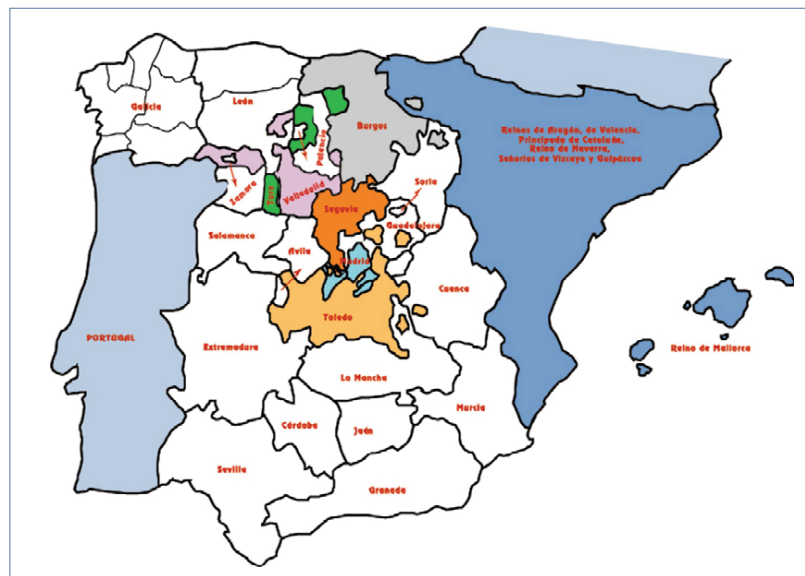 Galicia
León
Burgos
Palencia
Reinos de Aragón, de Valencia,
Principado de Cataluña,
Reino de Navarra,
Señorios de Vizcaya y Guipúzcoa
Zamora
Toro
Valladolid
Soria
Segovia
Salamanca
Guadalajara
Avila
Madrid
Cuenca
Toledo
PORTUGAL
Extremadura
Reino de Mallorca
La Mancha
Murcia
Córdoba
Jaén
Sevilla
Granada